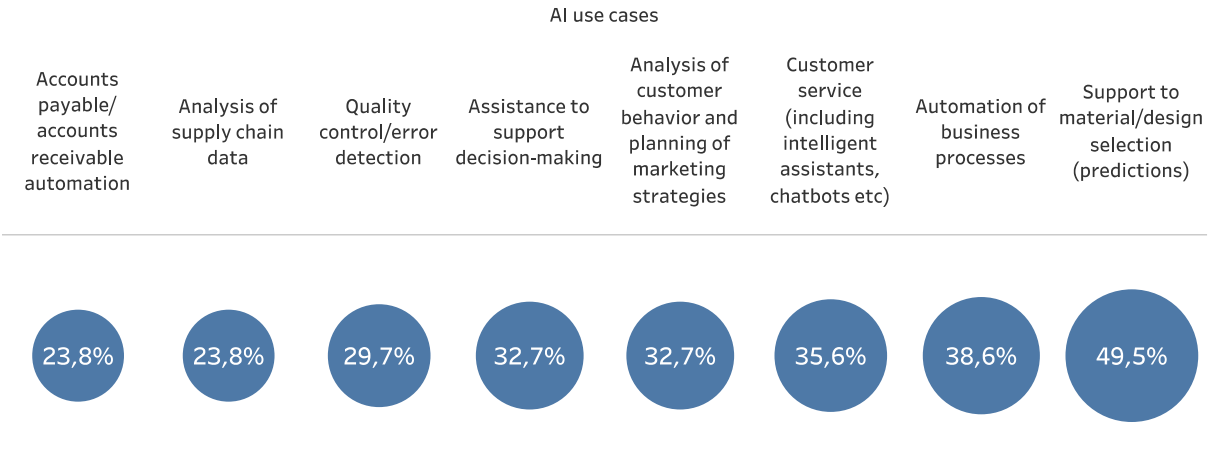 AI use cases
Accounts
payable/
accounts
receivable
automation
Analysis of
supply chain
data
Quality
control/error
detection
Assistance to
support
decision-making
Analysis of
customer
behavior and
planning of
marketing
strategies
Customer
service
(including
intelligent
assistants,
chatbots etc)
Automation of
business
processes
Support to
material/design
selection
(predictions)
23,8%
23,8%
29,7%
32,7%
32,7%
35,6%
38,6%
49,5%